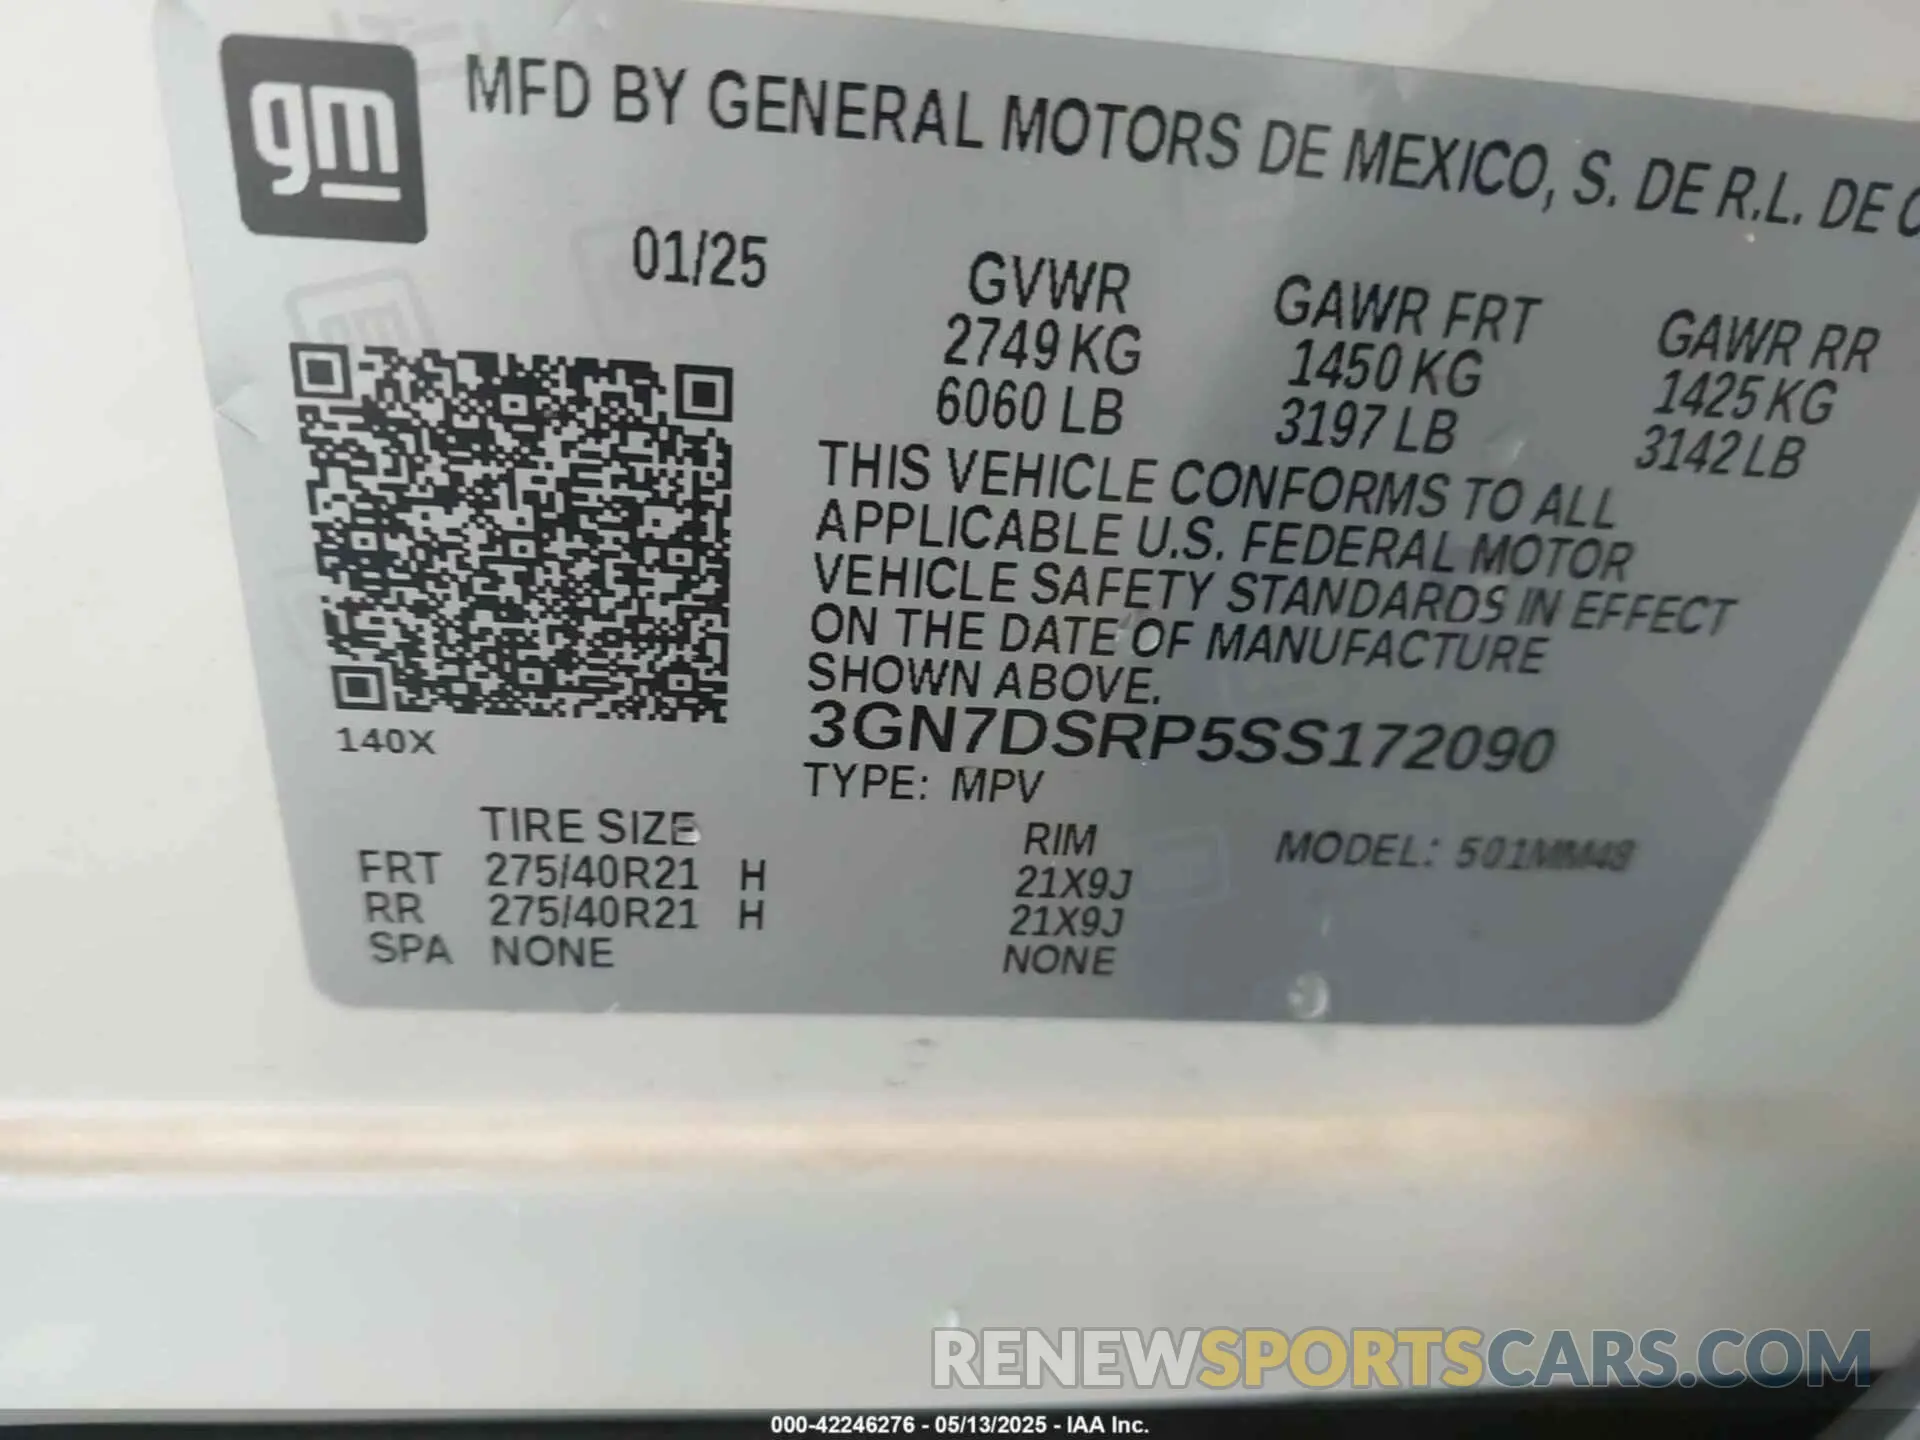 gm
MFD BY GENERAL MOTORS DE MEXICO, S. DE R.L. DE C
01/25
GVWR
2749 KG
6060 LB
GAWR FRT
1450 KG
3197 LB
GAWR RR
1425 KG
3142 LB
THIS VEHICLE CONFORMS TO ALL
APPLICABLE U.S. FEDERAL MOTOR
VEHICLE SAFETY STANDARDS IN EFFECT
ON THE DATE OF MANUFACTURE
SHOWN ABOVE.
3GN7DSRP5SS172090
140X
TYPE: MPV
TIRE SIZE RIM MODEL: 501MM48
FRT 275/40R21 H 21X9J
RR 275/40R21 H 21X9J
SPA NONE NONE
RENEWSPORTSCARS.COM
000-42246276 - 05/13/2025 - IAA Inc.